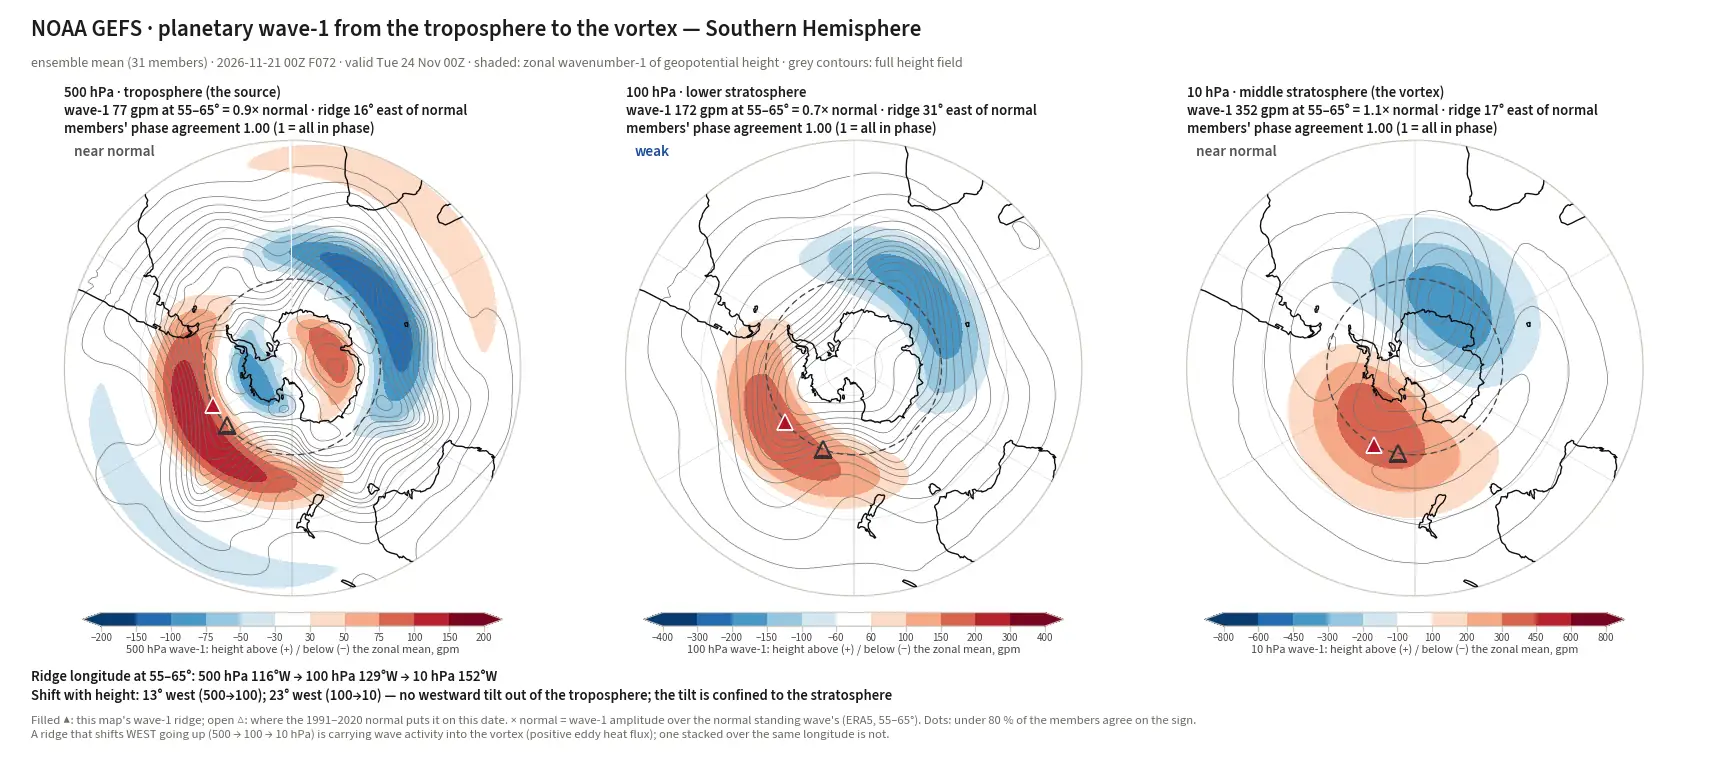 NOAA GEFS · planetary wave-1 from the troposphere to the vortex — Southern Hemisphere
ensemble mean (31 members) · 2026-11-21 00Z F072 · valid Tue 24 Nov 00Z · shaded: zonal wavenumber-1 of geopotential height · grey contours: full height field
500 hPa · troposphere (the source)
wave-1 77 gpm at 55–65° = 0.9× normal · ridge 16° east of normal
members' phase agreement 1.00 (1 = all in phase)
near normal
100 hPa · lower stratosphere
wave-1 172 gpm at 55–65° = 0.7× normal · ridge 31° east of normal
members' phase agreement 1.00 (1 = all in phase)
weak
10 hPa · middle stratosphere (the vortex)
wave-1 352 gpm at 55–65° = 1.1× normal · ridge 17° east of normal
members' phase agreement 1.00 (1 = all in phase)
near normal
−200 −150 −100 −75 −50 −30 30 50 75 100 150 200
500 hPa wave-1: height above (+) / below (−) the zonal mean, gpm
−400 −300 −200 −150 −100 −60 60 100 150 200 300 400
100 hPa wave-1: height above (+) / below (−) the zonal mean, gpm
−800 −600 −450 −300 −200 −100 100 200 300 450 600 800
10 hPa wave-1: height above (+) / below (−) the zonal mean, gpm
Ridge longitude at 55–65°: 500 hPa 116°W → 100 hPa 129°W → 10 hPa 152°W
Shift with height: 13° west (500→100); 23° west (100→10) — no westward tilt out of the troposphere; the tilt is confined to the stratosphere
Filled ▲: this map's wave-1 ridge; open △: where the 1991–2020 normal puts it on this date. × normal = wave-1 amplitude over the normal standing wave's (ERA5, 55–65°). Dots: under 80 % of the members agree on the sign.
A ridge that shifts WEST going up (500 → 100 → 10 hPa) is carrying wave activity into the vortex (positive eddy heat flux); one stacked over the same longitude is not.